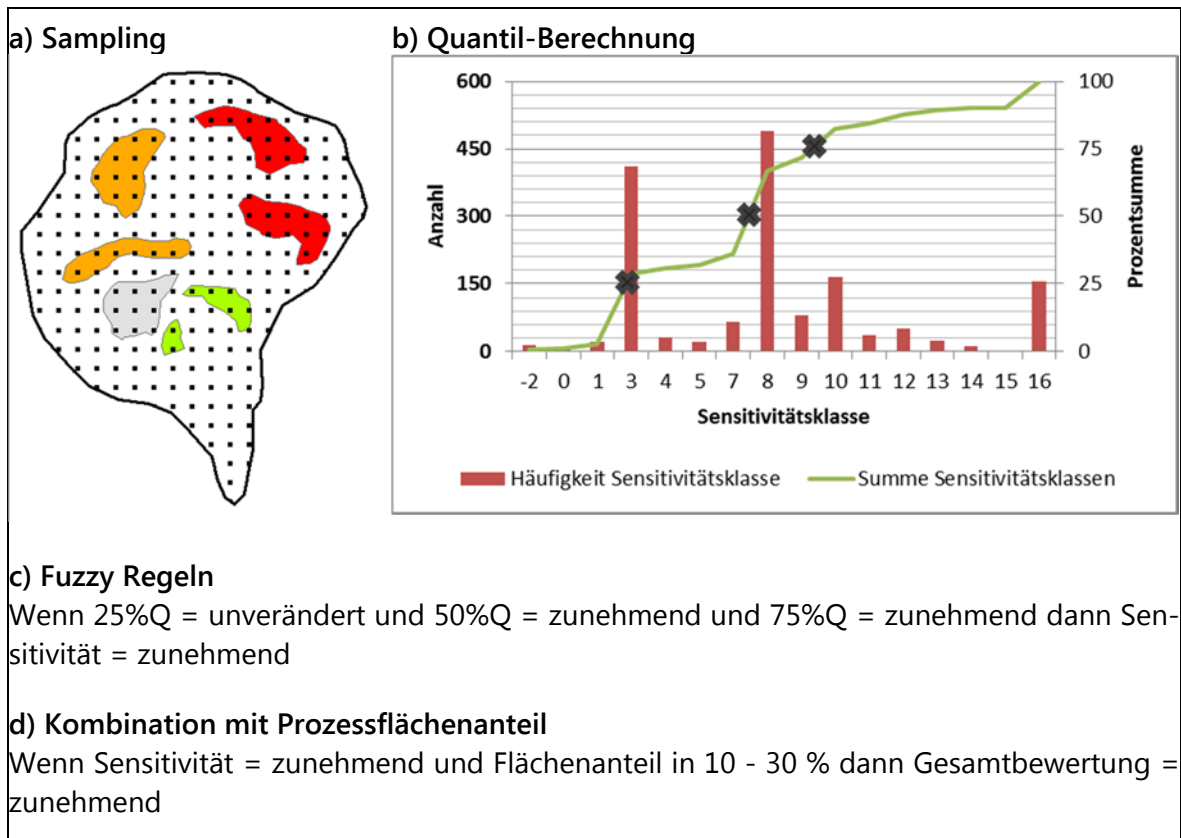 a) Sampling
b) Quantil-Berechnung
600
450
300
150
0
Anzahl
100
75
50
25
0
Prozentsumme
-2 0 1 3 4 5 7 8 9 10 11 12 13 14 15 16
Sensitivitätsklasse
Häufigkeit Sensitivitätsklasse
Summe Sensitivitätsklassen
c) Fuzzy Regeln
Wenn 25%Q = unverändert und 50%Q = zunehmend und 75%Q = zunehmend dann Sen-
sitivität = zunehmend
d) Kombination mit Prozessflächenanteil
Wenn Sensitivität = zunehmend und Flächenanteil in 10 - 30 % dann Gesamtbewertung =
zunehmend